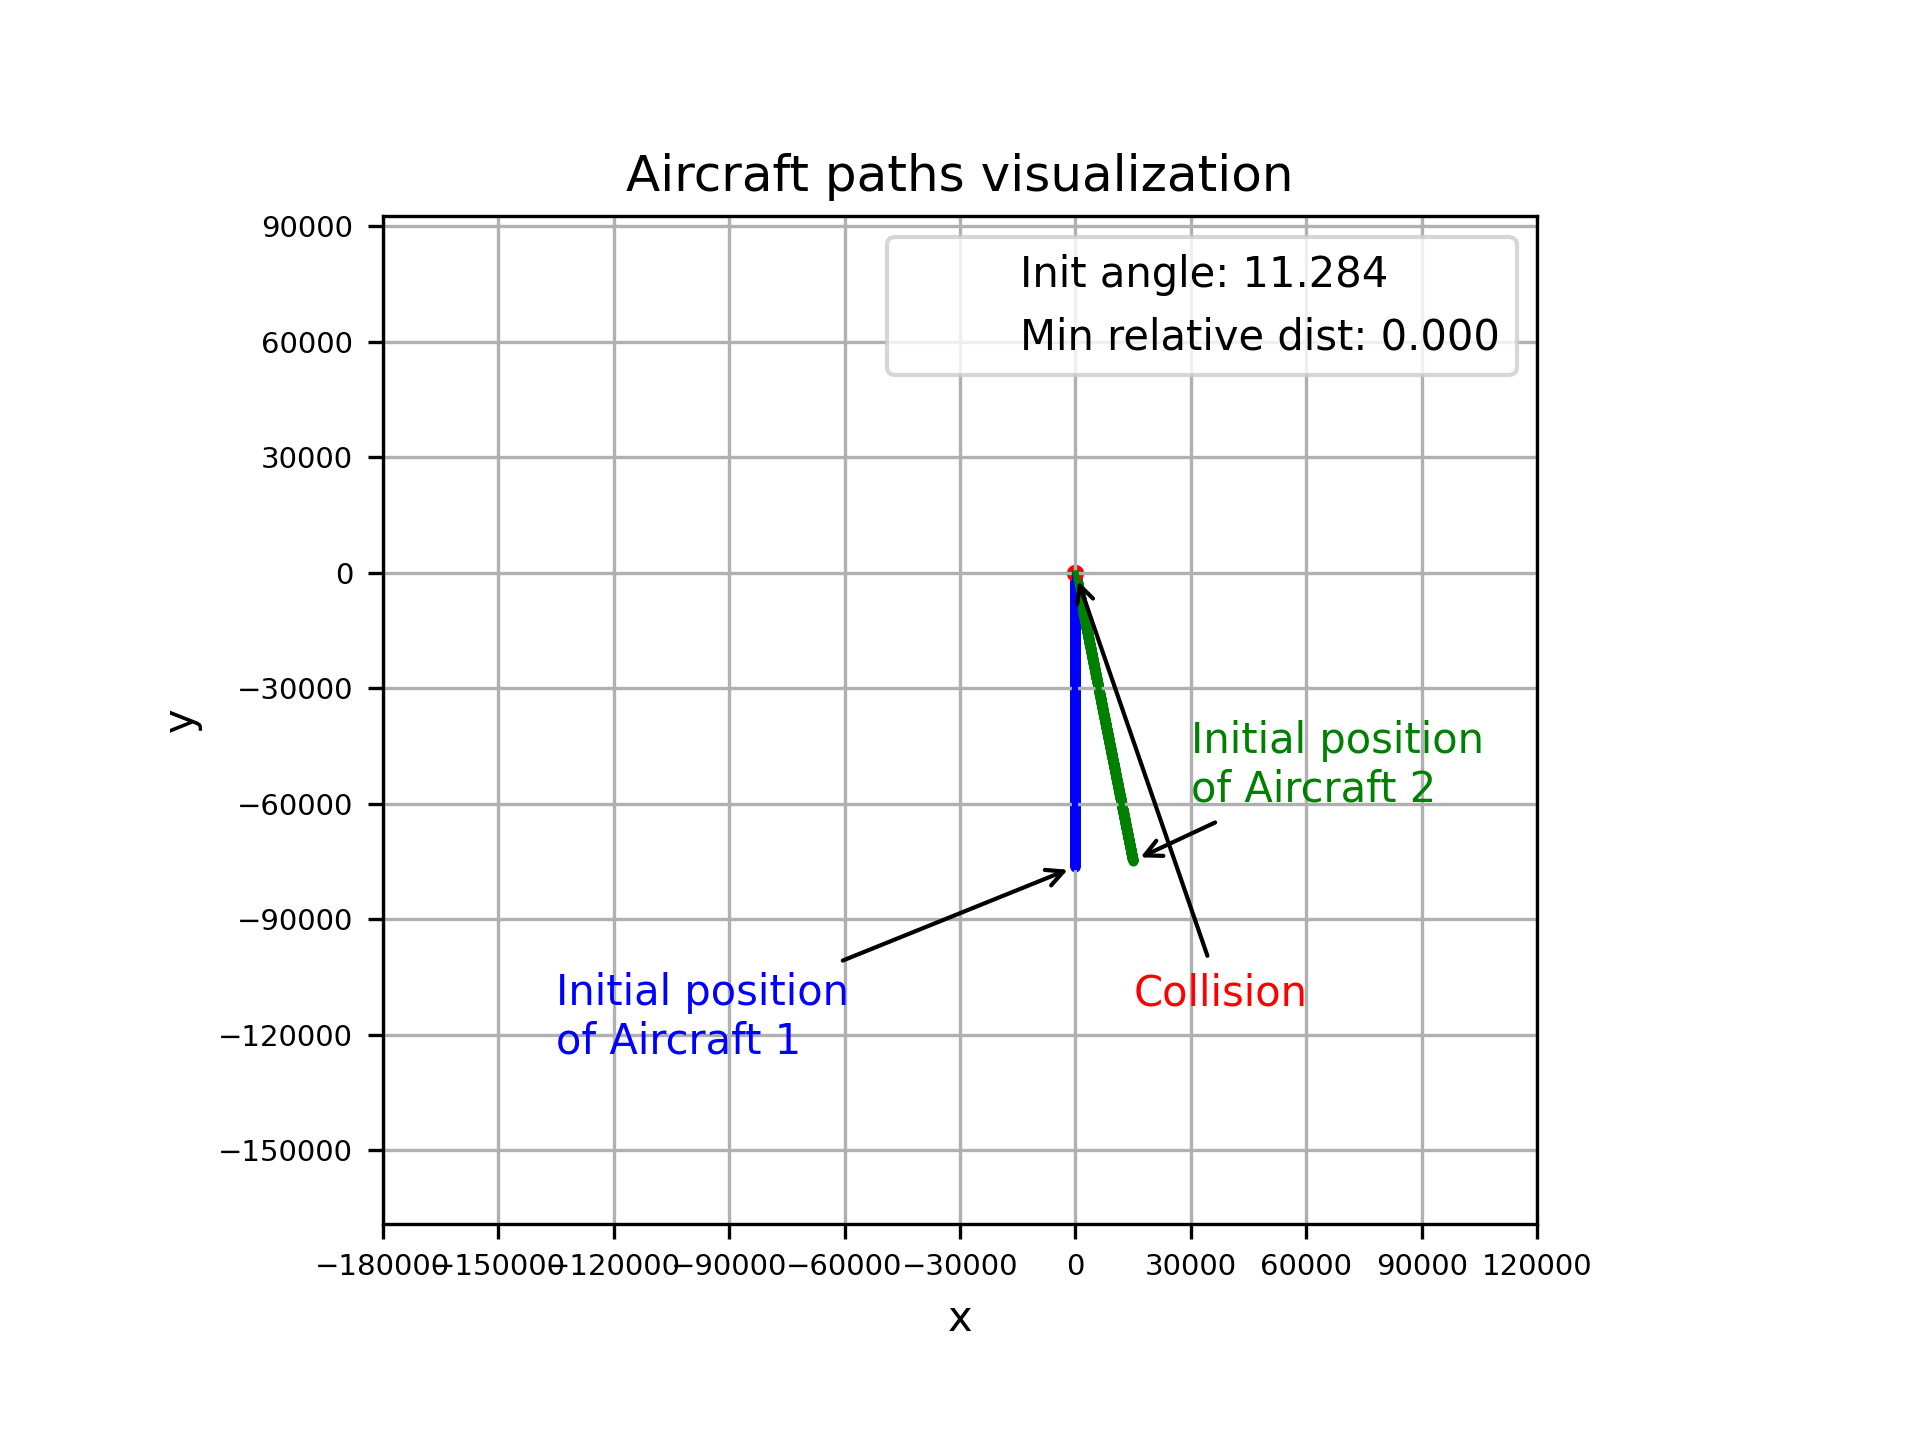 Aircraft paths visualization
90000
60000
30000
0
−30000
−60000
−90000
−120000
−150000
y
Init angle: 11.284
Min relative dist: 0.000
Initial position
of Aircraft 2
Initial position
of Aircraft 1
Collision
−180000 −150000 −120000 −90000 −60000 −30000 0 30000 60000 90000 120000
x